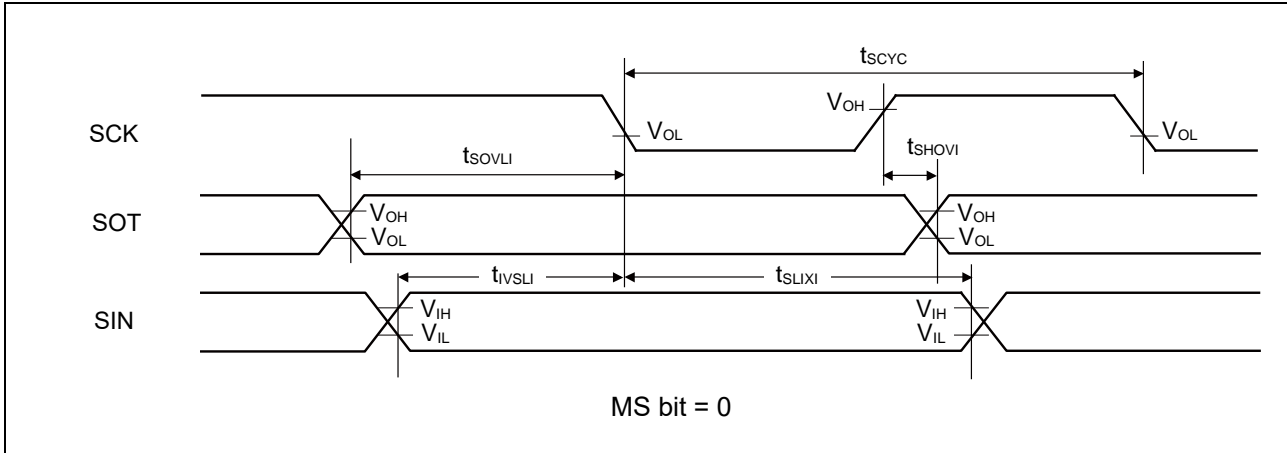 tSCYC
SCK
VOH
VOL
VOL
tSOVLI
tSHOVI
SOT
VOH
VOL
VOH
VOL
tIVSLI
tSLIXI
SIN
VIH
VIL
VIH
VIL
MS bit = 0